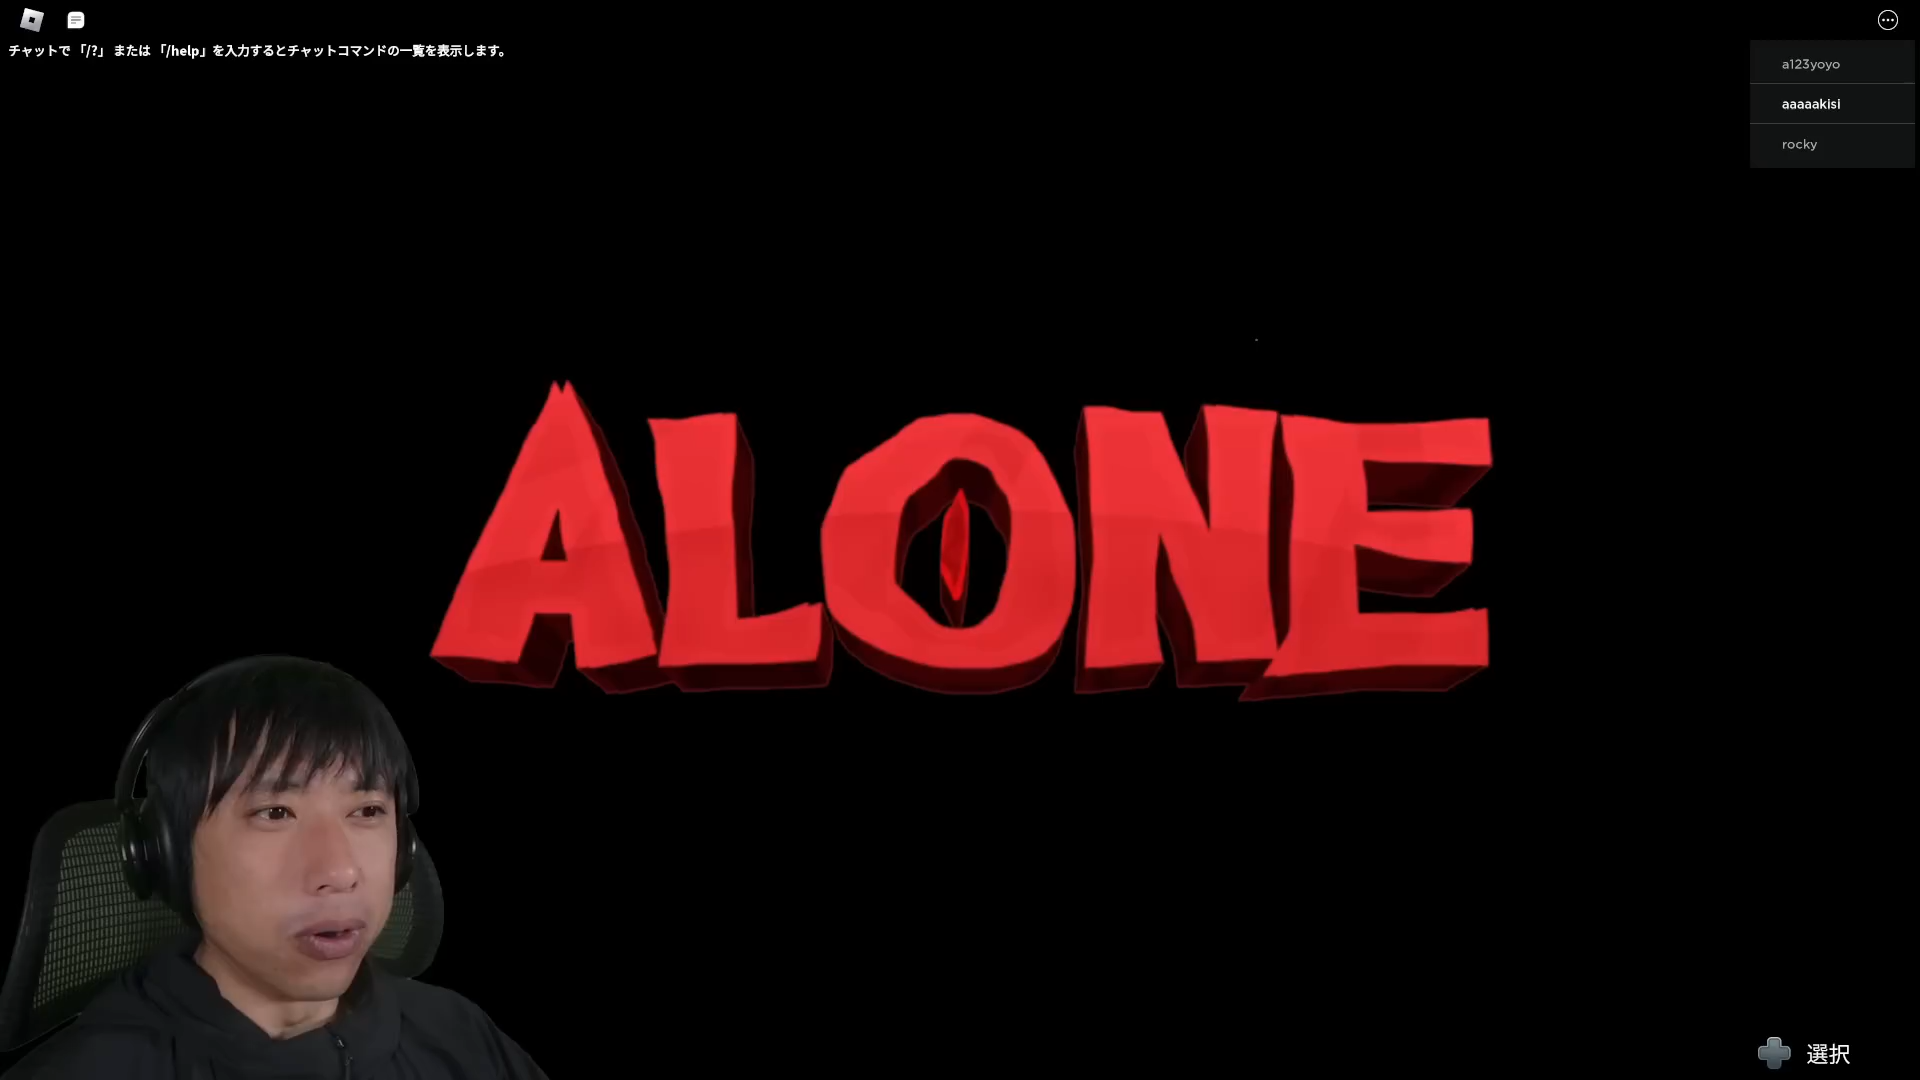 チャットで「/?」 または 「/help」を入力するとチャットコマンドの一覧を表示します。
a123yoyo
aaaaakisi
rocky
ALONE
選択